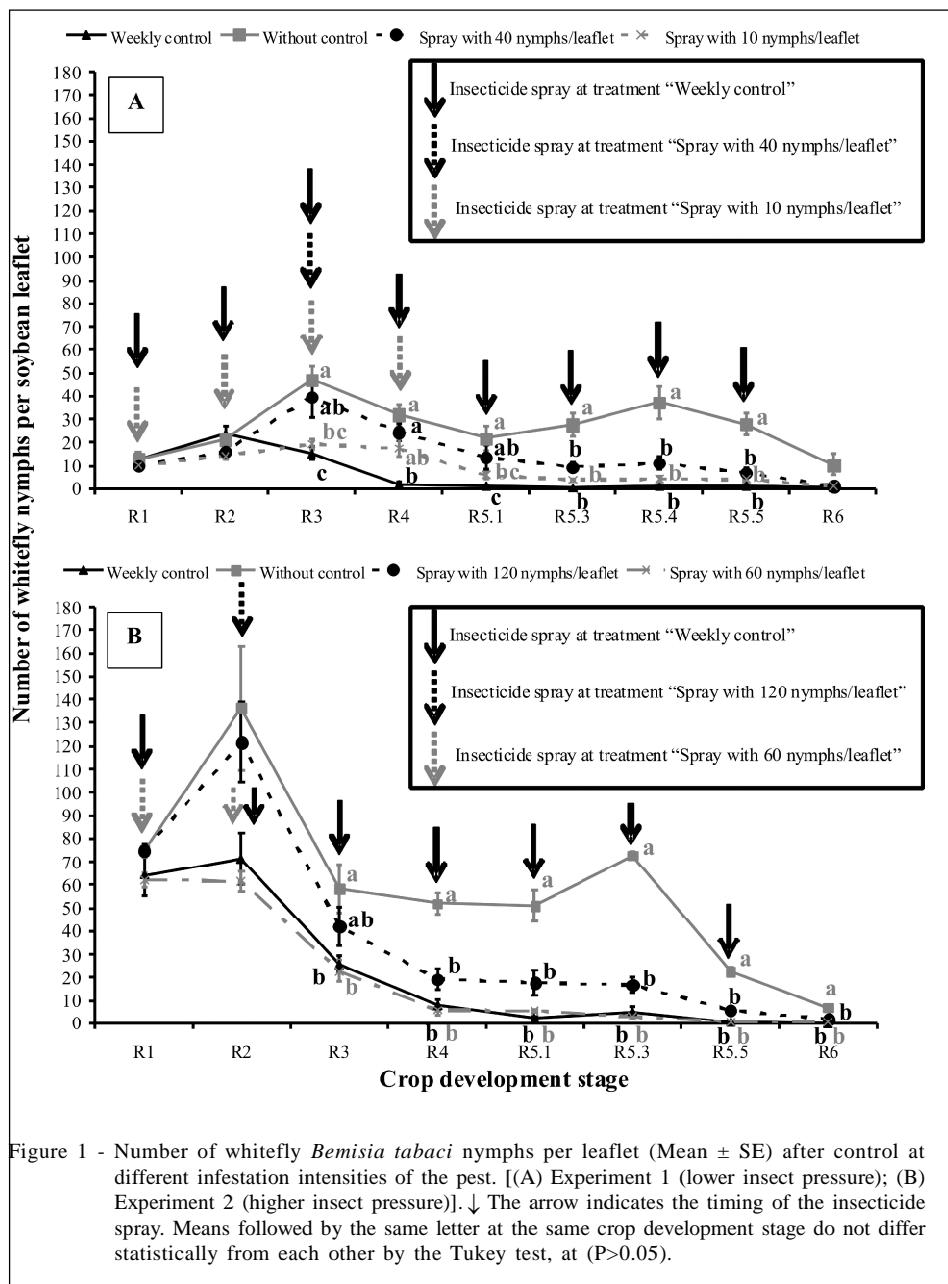 Weekly control Without control Spray with 40 nymphs/leaflet Spray with 10 nymphs/leaflet
180
170
160
150
140
130
120
110
100
90
80
70
60
50
40
30
20
10
0
A
Insecticide spray at treatment “Weekly control”
Insecticide spray at treatment “Spray with 40 nymphs/leaflet”
Insecticide spray at treatment “Spray with 10 nymphs/leaflet”
a a a a a a
ab a ab b b b
bc ab bc b b b
c b c b b b
R1 R2 R3 R4 R5.1 R5.3 R5.4 R5.5 R6
Number of whitefly nymphs per soybean leaflet
Weekly control Without control Spray with 120 nymphs/leaflet Spray with 60 nymphs/leaflet
180
170
160
150
140
130
120
110
100
90
80
70
60
50
40
30
20
10
0
B
Insecticide spray at treatment “Weekly control”
Insecticide spray at treatment “Spray with 120 nymphs/leaflet”
Insecticide spray at treatment “Spray with 60 nymphs/leaflet”
a a a a a a
ab b b b b b
b b b b b b
b b b b b b
R1 R2 R3 R4 R5.1 R5.3 R5.5 R6
Crop development stage
Figure 1 - Number of whitefly Bemisia tabaci nymphs per leaflet (Mean ± SE) after control at
different infestation intensities of the pest. [(A) Experiment 1 (lower insect pressure); (B)
Experiment 2 (higher insect pressure)]. ↓ The arrow indicates the timing of the insecticide
spray. Means followed by the same letter at the same crop development stage do not differ
statistically from each other by the Tukey test, at (P>0.05).